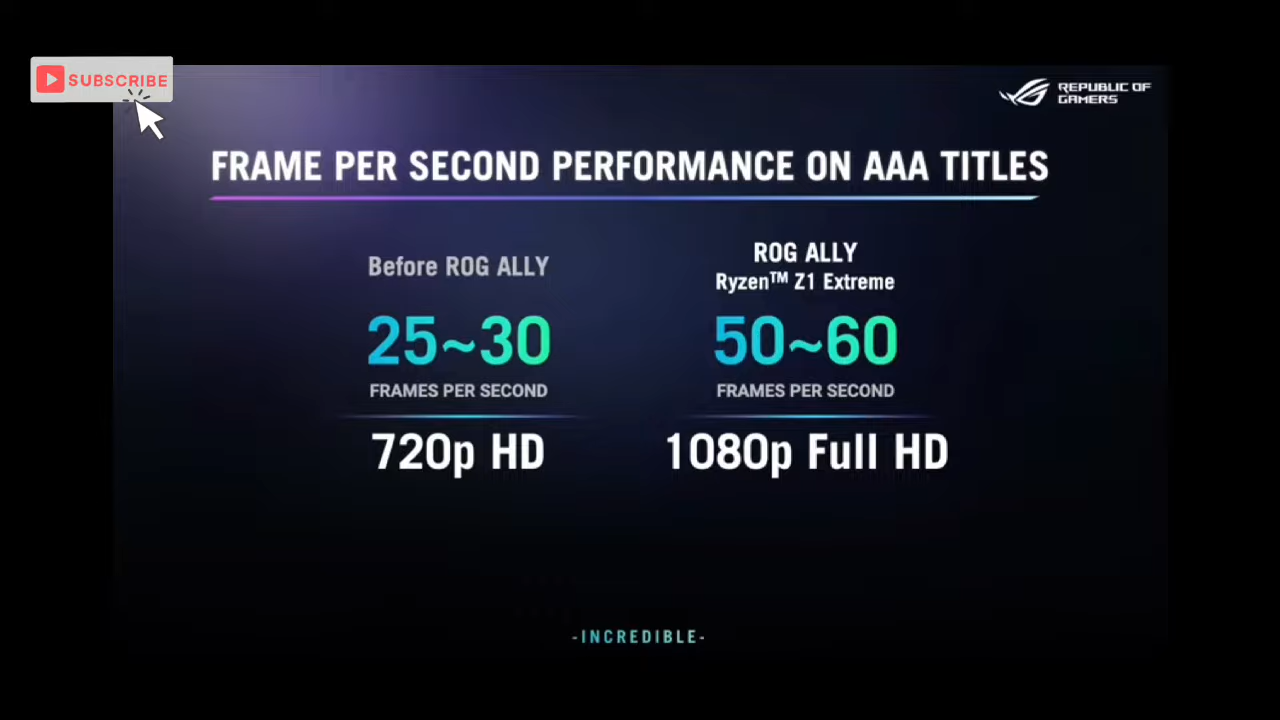 SUBSCRIBE
REPUBLIC OF
GAMERS
FRAME PER SECOND PERFORMANCE ON AAA TITLES
Before ROG ALLY
25~30
FRAMES PER SECOND
720p HD
ROG ALLY
Ryzen™ Z1 Extreme
50~60
FRAMES PER SECOND
1080p Full HD
-INCREDIBLE-